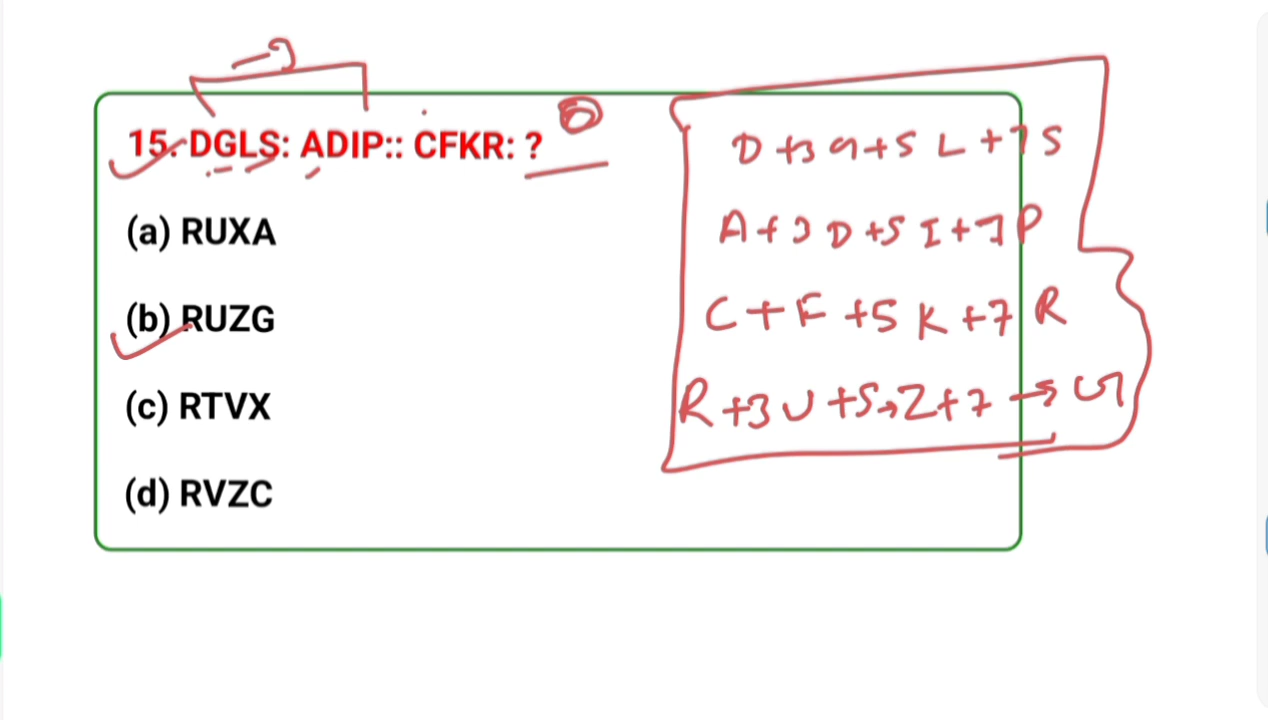 -3
15. DGLS: ADIP:: CFKR: ?
(a) RUXA
(b) RUZG
(c) RTVX
(d) RVZC
D +3 G +5 L +7 S
A +3 D +5 I +7 P
C + F +5 K +7 R
R +3 U +5 → Z +7 → G